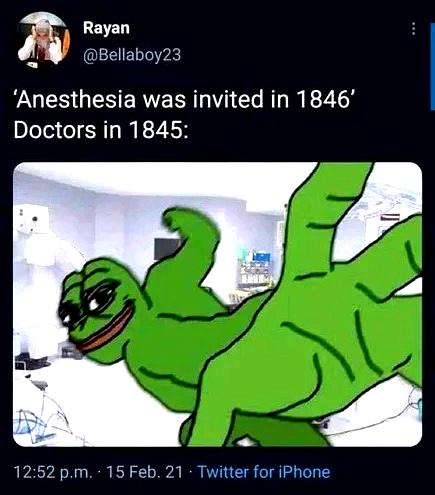 Rayan
@Bellaboy23
‘Anesthesia was invited in 1846’
Doctors in 1845:
12:52 p.m. · 15 Feb. 21 · Twitter for iPhone